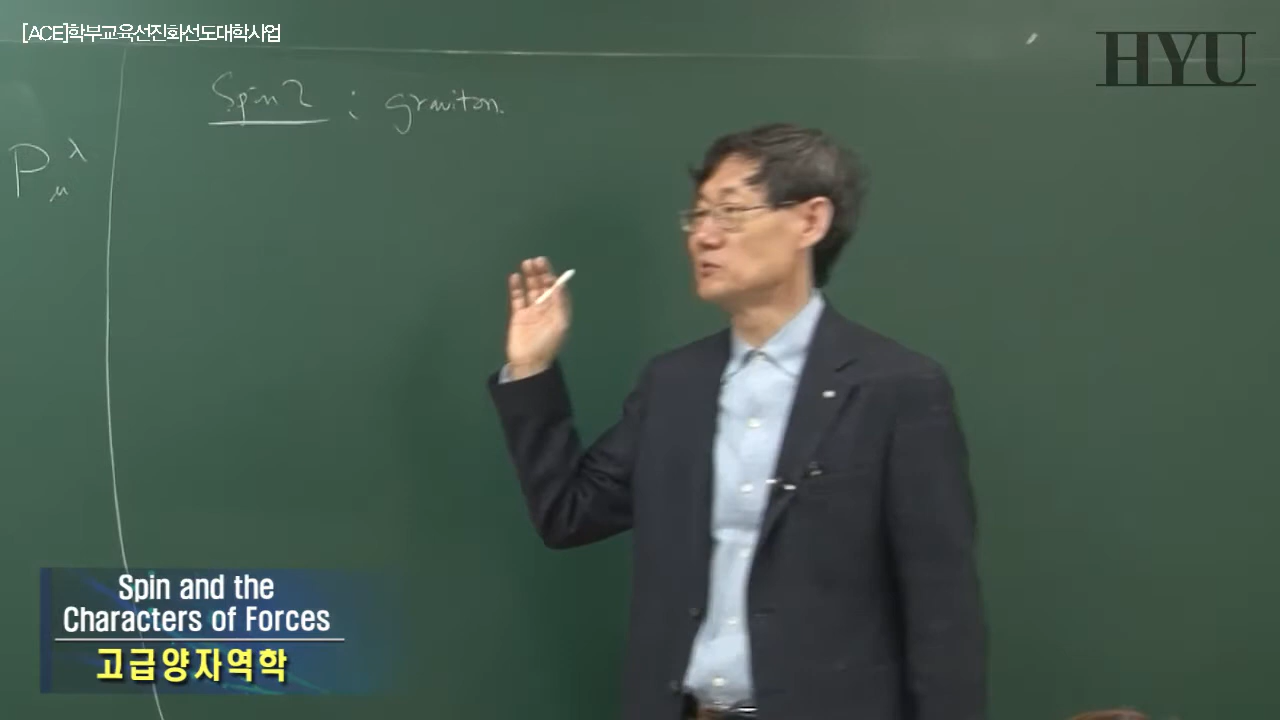 [ACE]학부교육선진화선도대학사업
HYU
Spin 2 : graviton.
P_μ^λ
Spin and the
Characters of Forces
고급양자역학